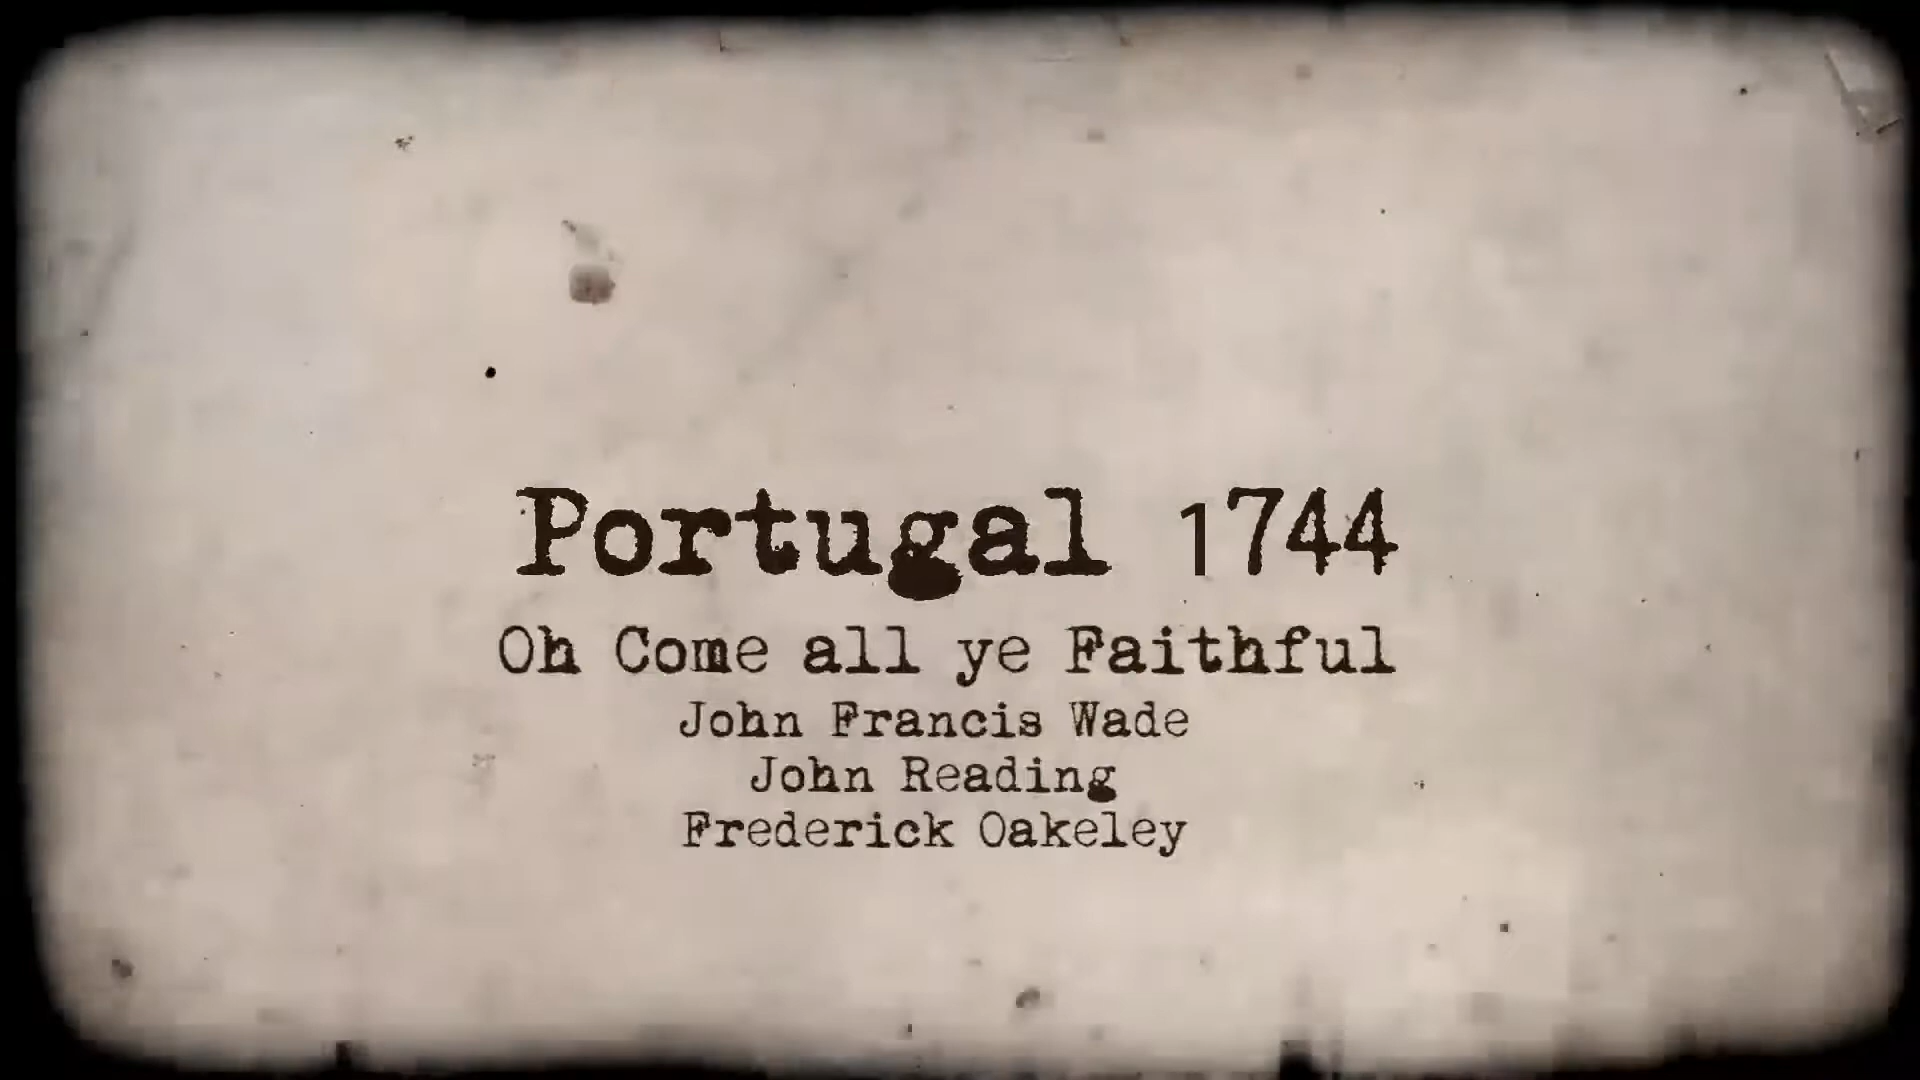 Portugal 1744
Oh Come all ye Faithful
John Francis Wade
John Reading
Frederick Oakeley